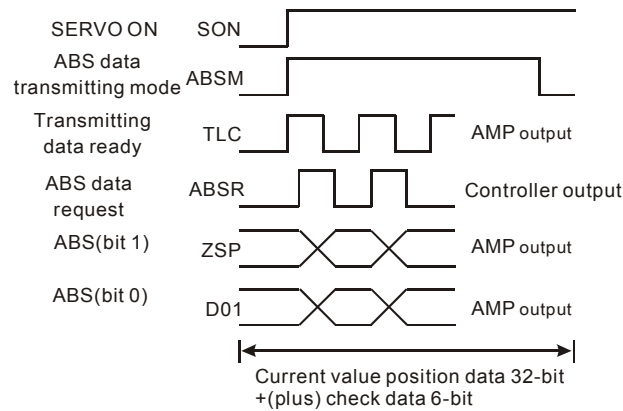 SERVO ON SON
ABS data
transmitting mode ABSM
Transmitting
data ready TLC AMP output
ABS data
request ABSR Controller output
ABS(bit 1) ZSP AMP output
ABS(bit 0) D01 AMP output
Current value position data 32-bit
+(plus) check data 6-bit